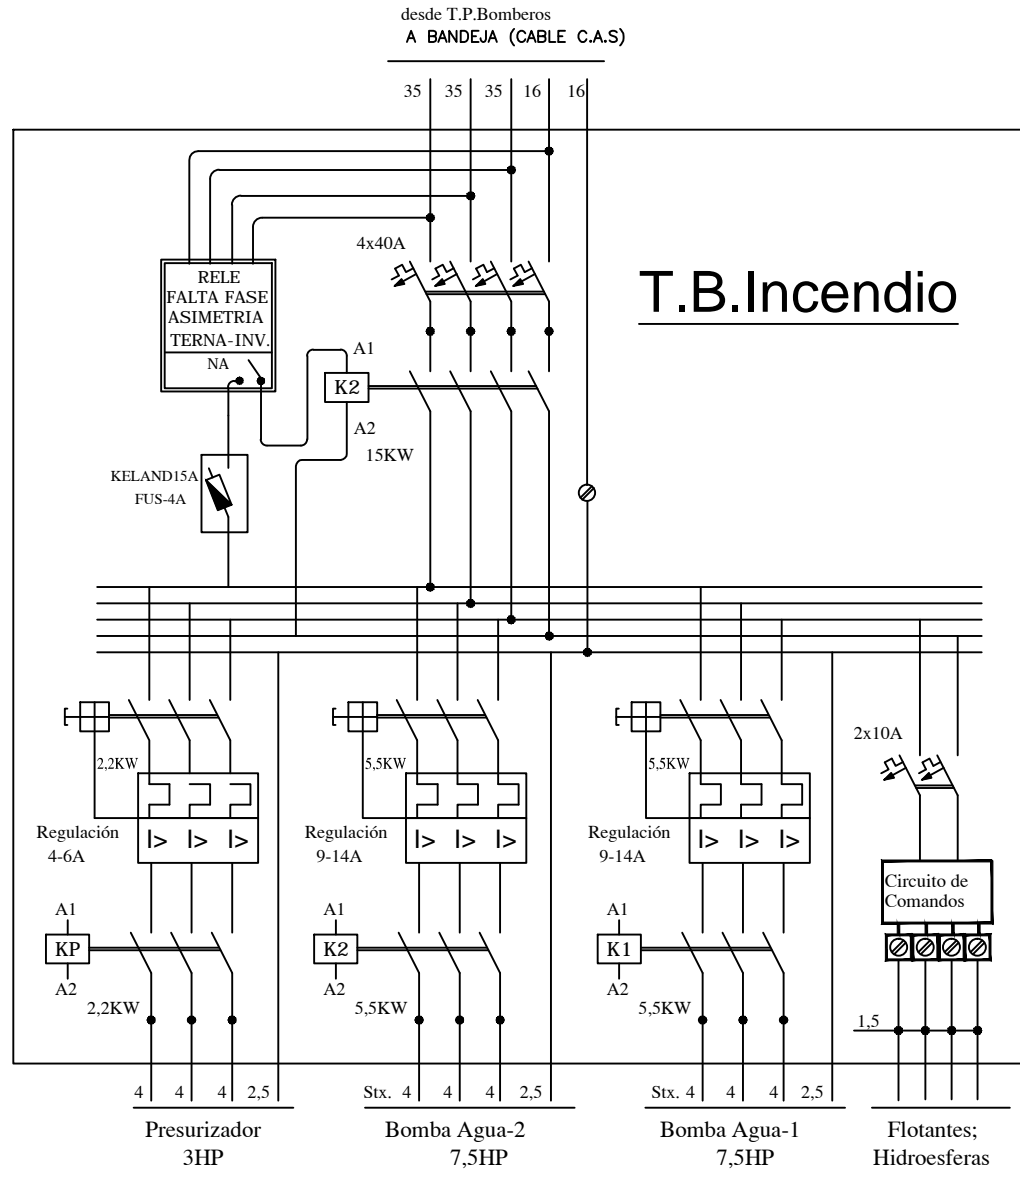 desde T.P.Bomberos
A BANDEJA (CABLE C.A.S)
35 35 35 16 16
4x40A
RELE
FALTA FASE
ASIMETRIA
TERNA-INV.
NA
T.B.Incendio
A1
K2
A2
15KW
KELAND15A
FUS-4A
2x10A
2,2KW 5,5KW 5,5KW
Regulación
4-6A
I> I> I>
Regulación
9-14A
I> I> I>
Regulación
9-14A
I> I> I>
Circuito de
Comandos
A1
KP
A2
2,2KW
A1
K2
A2
5,5KW
A1
K1
A2
5,5KW
1,5
4 4 4 2,5
Stx. 4 4 4 2,5
Stx. 4 4 4 2,5
Presurizador
3HP
Bomba Agua-2
7,5HP
Bomba Agua-1
7,5HP
Flotantes;
Hidroesferas